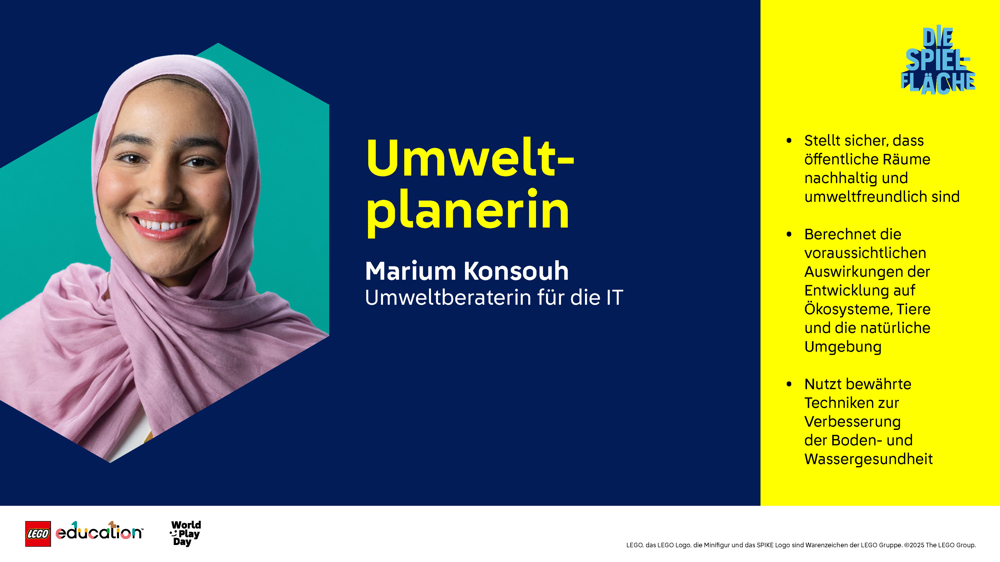 DIE
SPIEL-
FLÄCHE
Umwelt-
planerin
Marium Konsouh
Umweltberaterin für die IT
• Stellt sicher, dass
öffentliche Räume
nachhaltig und
umweltfreundlich sind
• Berechnet die
voraussichtlichen
Auswirkungen der
Entwicklung auf
Ökosysteme, Tiere
und die natürliche
Umgebung
• Nutzt bewährte
Techniken zur
Verbesserung
der Boden- und
Wassergesundheit
LEGO education™
World
Play
Day
LEGO, das LEGO Logo, die Minifigur und das SPIKE Logo sind Warenzeichen der LEGO Gruppe. ©2025 The LEGO Group.